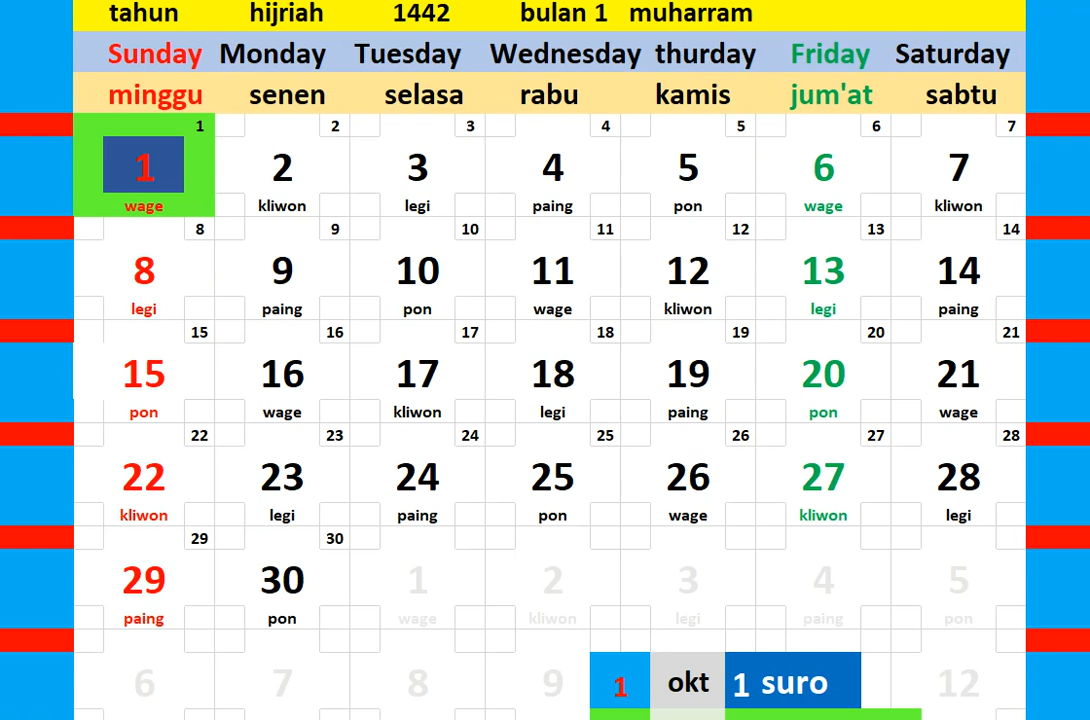 tahun hijriah 1442 bulan 1 muharram
Sunday Monday Tuesday Wednesday thurday Friday Saturday
minggu senen selasa rabu kamis jum'at sabtu
1 2 3 4 5 6 7
1 2 3 4 5 6 7
wage kliwon legi paing pon wage kliwon
8 9 10 11 12 13 14
8 9 10 11 12 13 14
legi paing pon wage kliwon legi paing
15 16 17 18 19 20 21
15 16 17 18 19 20 21
pon wage kliwon legi paing pon wage
22 23 24 25 26 27 28
22 23 24 25 26 27 28
kliwon legi paing pon wage kliwon legi
29 30
29 30 1 2 3 4 5
paing pon wage kliwon legi paing pon
6 7 8 9 1 okt 1 suro 12